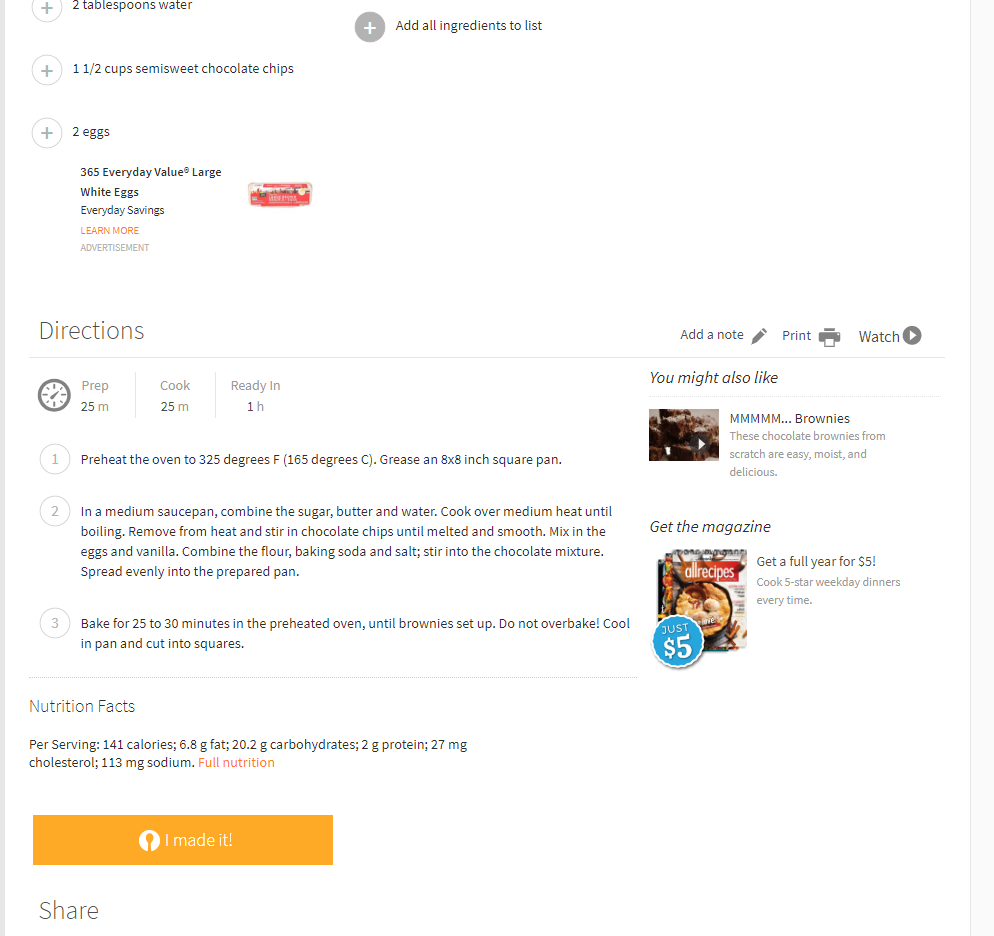 2 tablespoons water
Add all ingredients to list
1 1/2 cups semisweet chocolate chips
2 eggs
365 Everyday Value® Large
White Eggs
Everyday Savings
LEARN MORE
ADVERTISEMENT
Directions
Add a note
Print
Watch
Prep
25 m
Cook
25 m
Ready In
1 h
1
Preheat the oven to 325 degrees F (165 degrees C). Grease an 8x8 inch square pan.
2
In a medium saucepan, combine the sugar, butter and water. Cook over medium heat until
boiling. Remove from heat and stir in chocolate chips until melted and smooth. Mix in the
eggs and vanilla. Combine the flour, baking soda and salt; stir into the chocolate mixture.
Spread evenly into the prepared pan.
3
Bake for 25 to 30 minutes in the preheated oven, until brownies set up. Do not overbake! Cool
in pan and cut into squares.
You might also like
MMMMM... Brownies
These chocolate brownies from
scratch are easy, moist, and
delicious.
Get the magazine
allrecipes
JUST
$5
Get a full year for $5!
Cook 5-star weekday dinners
every time.
Nutrition Facts
Per Serving: 141 calories; 6.8 g fat; 20.2 g carbohydrates; 2 g protein; 27 mg
cholesterol; 113 mg sodium. Full nutrition
I made it!
Share